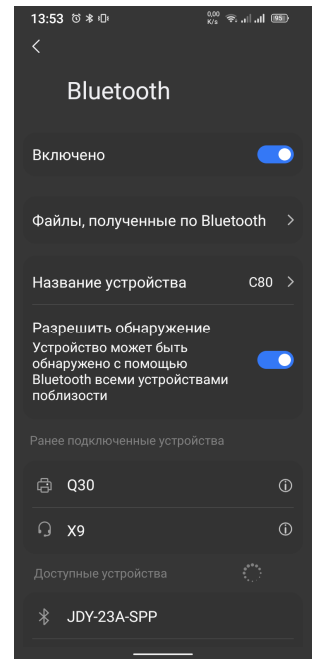 13:53 0,00 K/s 95
Bluetooth
Включено
Файлы, полученные по Bluetooth
Название устройства C80
Разрешить обнаружение
Устройство может быть
обнаружено с помощью
Bluetooth всеми устройствами
поблизости
Ранее подключенные устройства
Q30
X9
Доступные устройства
JDY-23A-SPP